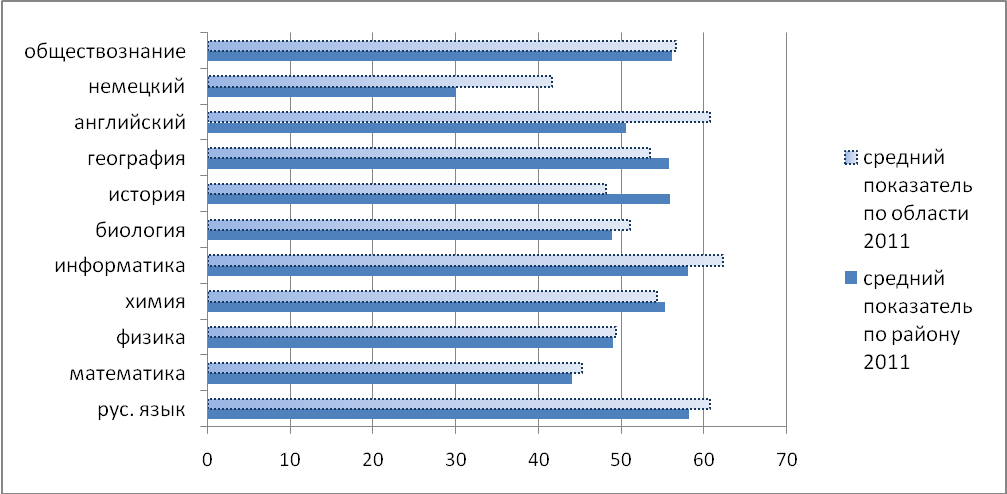 обществознание
немецкий
английский
география
история
биология
информатика
химия
физика
математика
рус. язык
0 10 20 30 40 50 60 70
средний
показатель
по области
2011
средний
показатель
по району
2011